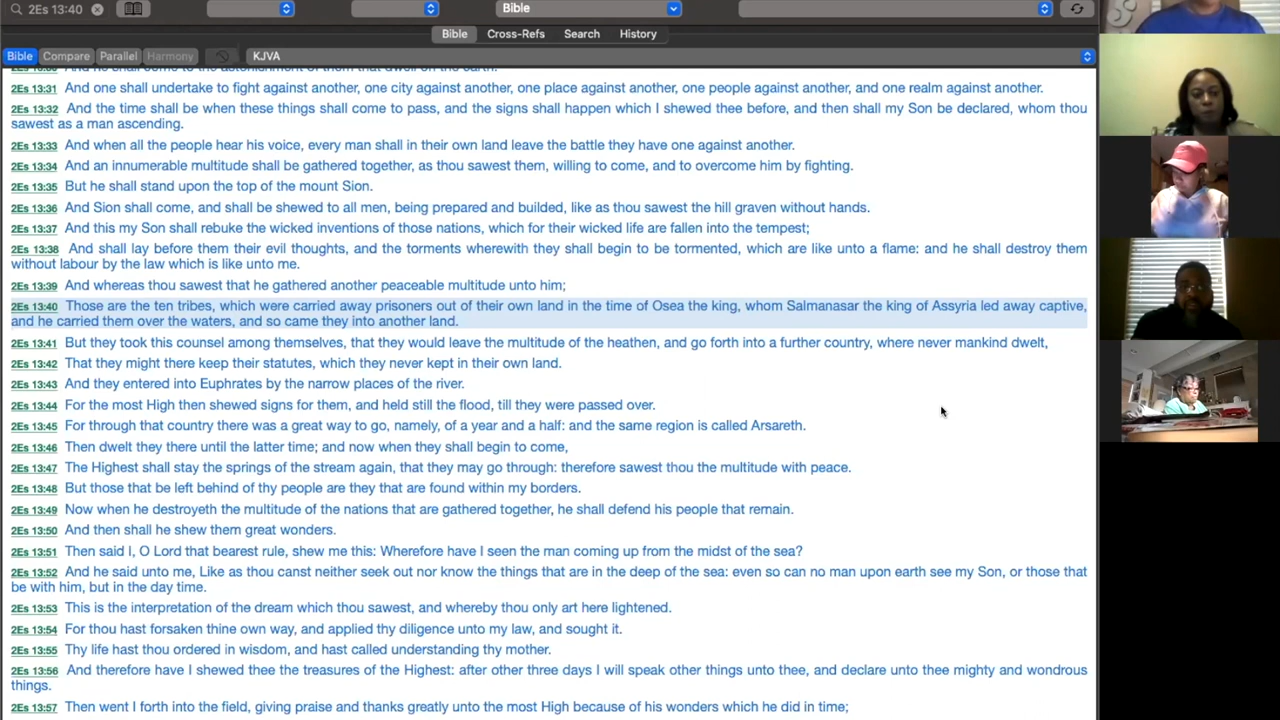 2Es 13:40 Bible
Bible Cross-Refs Search History
Bible Compare Parallel Harmony KJVA
2Es 13:31 And one shall undertake to fight against another, one city against another, one place against another, one people against another, and one realm against another.
2Es 13:32 And the time shall be when these things shall come to pass, and the signs shall happen which I shewed thee before, and then shall my Son be declared, whom thou
sawest as a man ascending.
2Es 13:33 And when all the people hear his voice, every man shall in their own land leave the battle they have one against another.
2Es 13:34 And an innumerable multitude shall be gathered together, as thou sawest them, willing to come, and to overcome him by fighting.
2Es 13:35 But he shall stand upon the top of the mount Sion.
2Es 13:36 And Sion shall come, and shall be shewed to all men, being prepared and builded, like as thou sawest the hill graven without hands.
2Es 13:37 And this my Son shall rebuke the wicked inventions of those nations, which for their wicked life are fallen into the tempest;
2Es 13:38 And shall lay before them their evil thoughts, and the torments wherewith they shall begin to be tormented, which are like unto a flame: and he shall destroy them
without labour by the law which is like unto me.
2Es 13:39 And whereas thou sawest that he gathered another peaceable multitude unto him;
2Es 13:40 Those are the ten tribes, which were carried away prisoners out of their own land in the time of Osea the king, whom Salmanasar the king of Assyria led away captive,
and he carried them over the waters, and so came they into another land.
2Es 13:41 But they took this counsel among themselves, that they would leave the multitude of the heathen, and go forth into a further country, where never mankind dwelt,
2Es 13:42 That they might there keep their statutes, which they never kept in their own land.
2Es 13:43 And they entered into Euphrates by the narrow places of the river.
2Es 13:44 For the most High then shewed signs for them, and held still the flood, till they were passed over.
2Es 13:45 For through that country there was a great way to go, namely, of a year and a half: and the same region is called Arsareth.
2Es 13:46 Then dwelt they there until the latter time; and now when they shall begin to come,
2Es 13:47 The Highest shall stay the springs of the stream again, that they may go through: therefore sawest thou the multitude with peace.
2Es 13:48 But those that be left behind of thy people are they that are found within my borders.
2Es 13:49 Now when he destroyeth the multitude of the nations that are gathered together, he shall defend his people that remain.
2Es 13:50 And then shall he shew them great wonders.
2Es 13:51 Then said I, O Lord that bearest rule, shew me this: Wherefore have I seen the man coming up from the midst of the sea?
2Es 13:52 And he said unto me, Like as thou canst neither seek out nor know the things that are in the deep of the sea: even so can no man upon earth see my Son, or those that
be with him, but in the day time.
2Es 13:53 This is the interpretation of the dream which thou sawest, and whereby thou only art here lightened.
2Es 13:54 For thou hast forsaken thine own way, and applied thy diligence unto my law, and sought it.
2Es 13:55 Thy life hast thou ordered in wisdom, and hast called understanding thy mother.
2Es 13:56 And therefore have I shewed thee the treasures of the Highest: after other three days I will speak other things unto thee, and declare unto thee mighty and wondrous
things.
2Es 13:57 Then went I forth into the field, giving praise and thanks greatly unto the most High because of his wonders which he did in time;